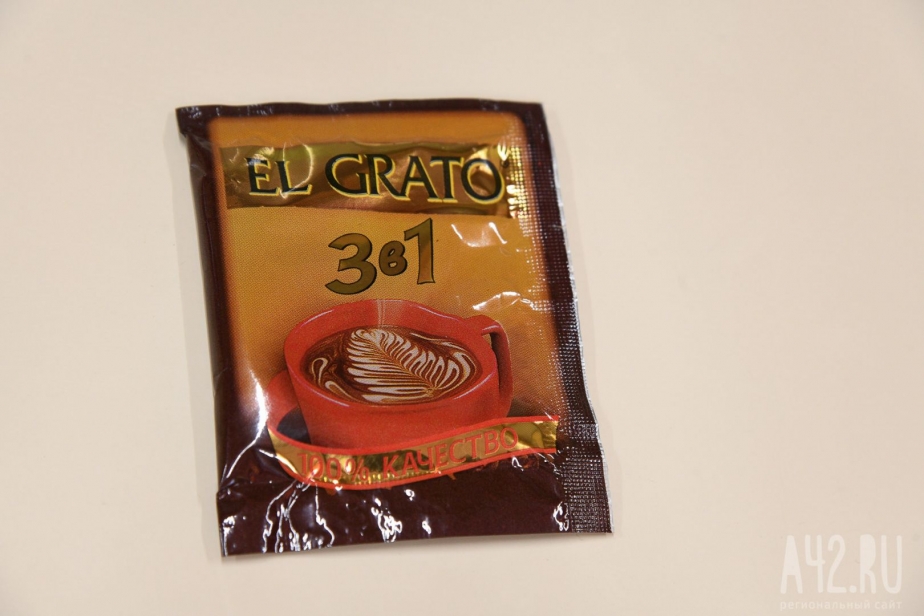 EL GRATO
3в1
100% КАЧЕСТВО
A42.RU
региональный сайт